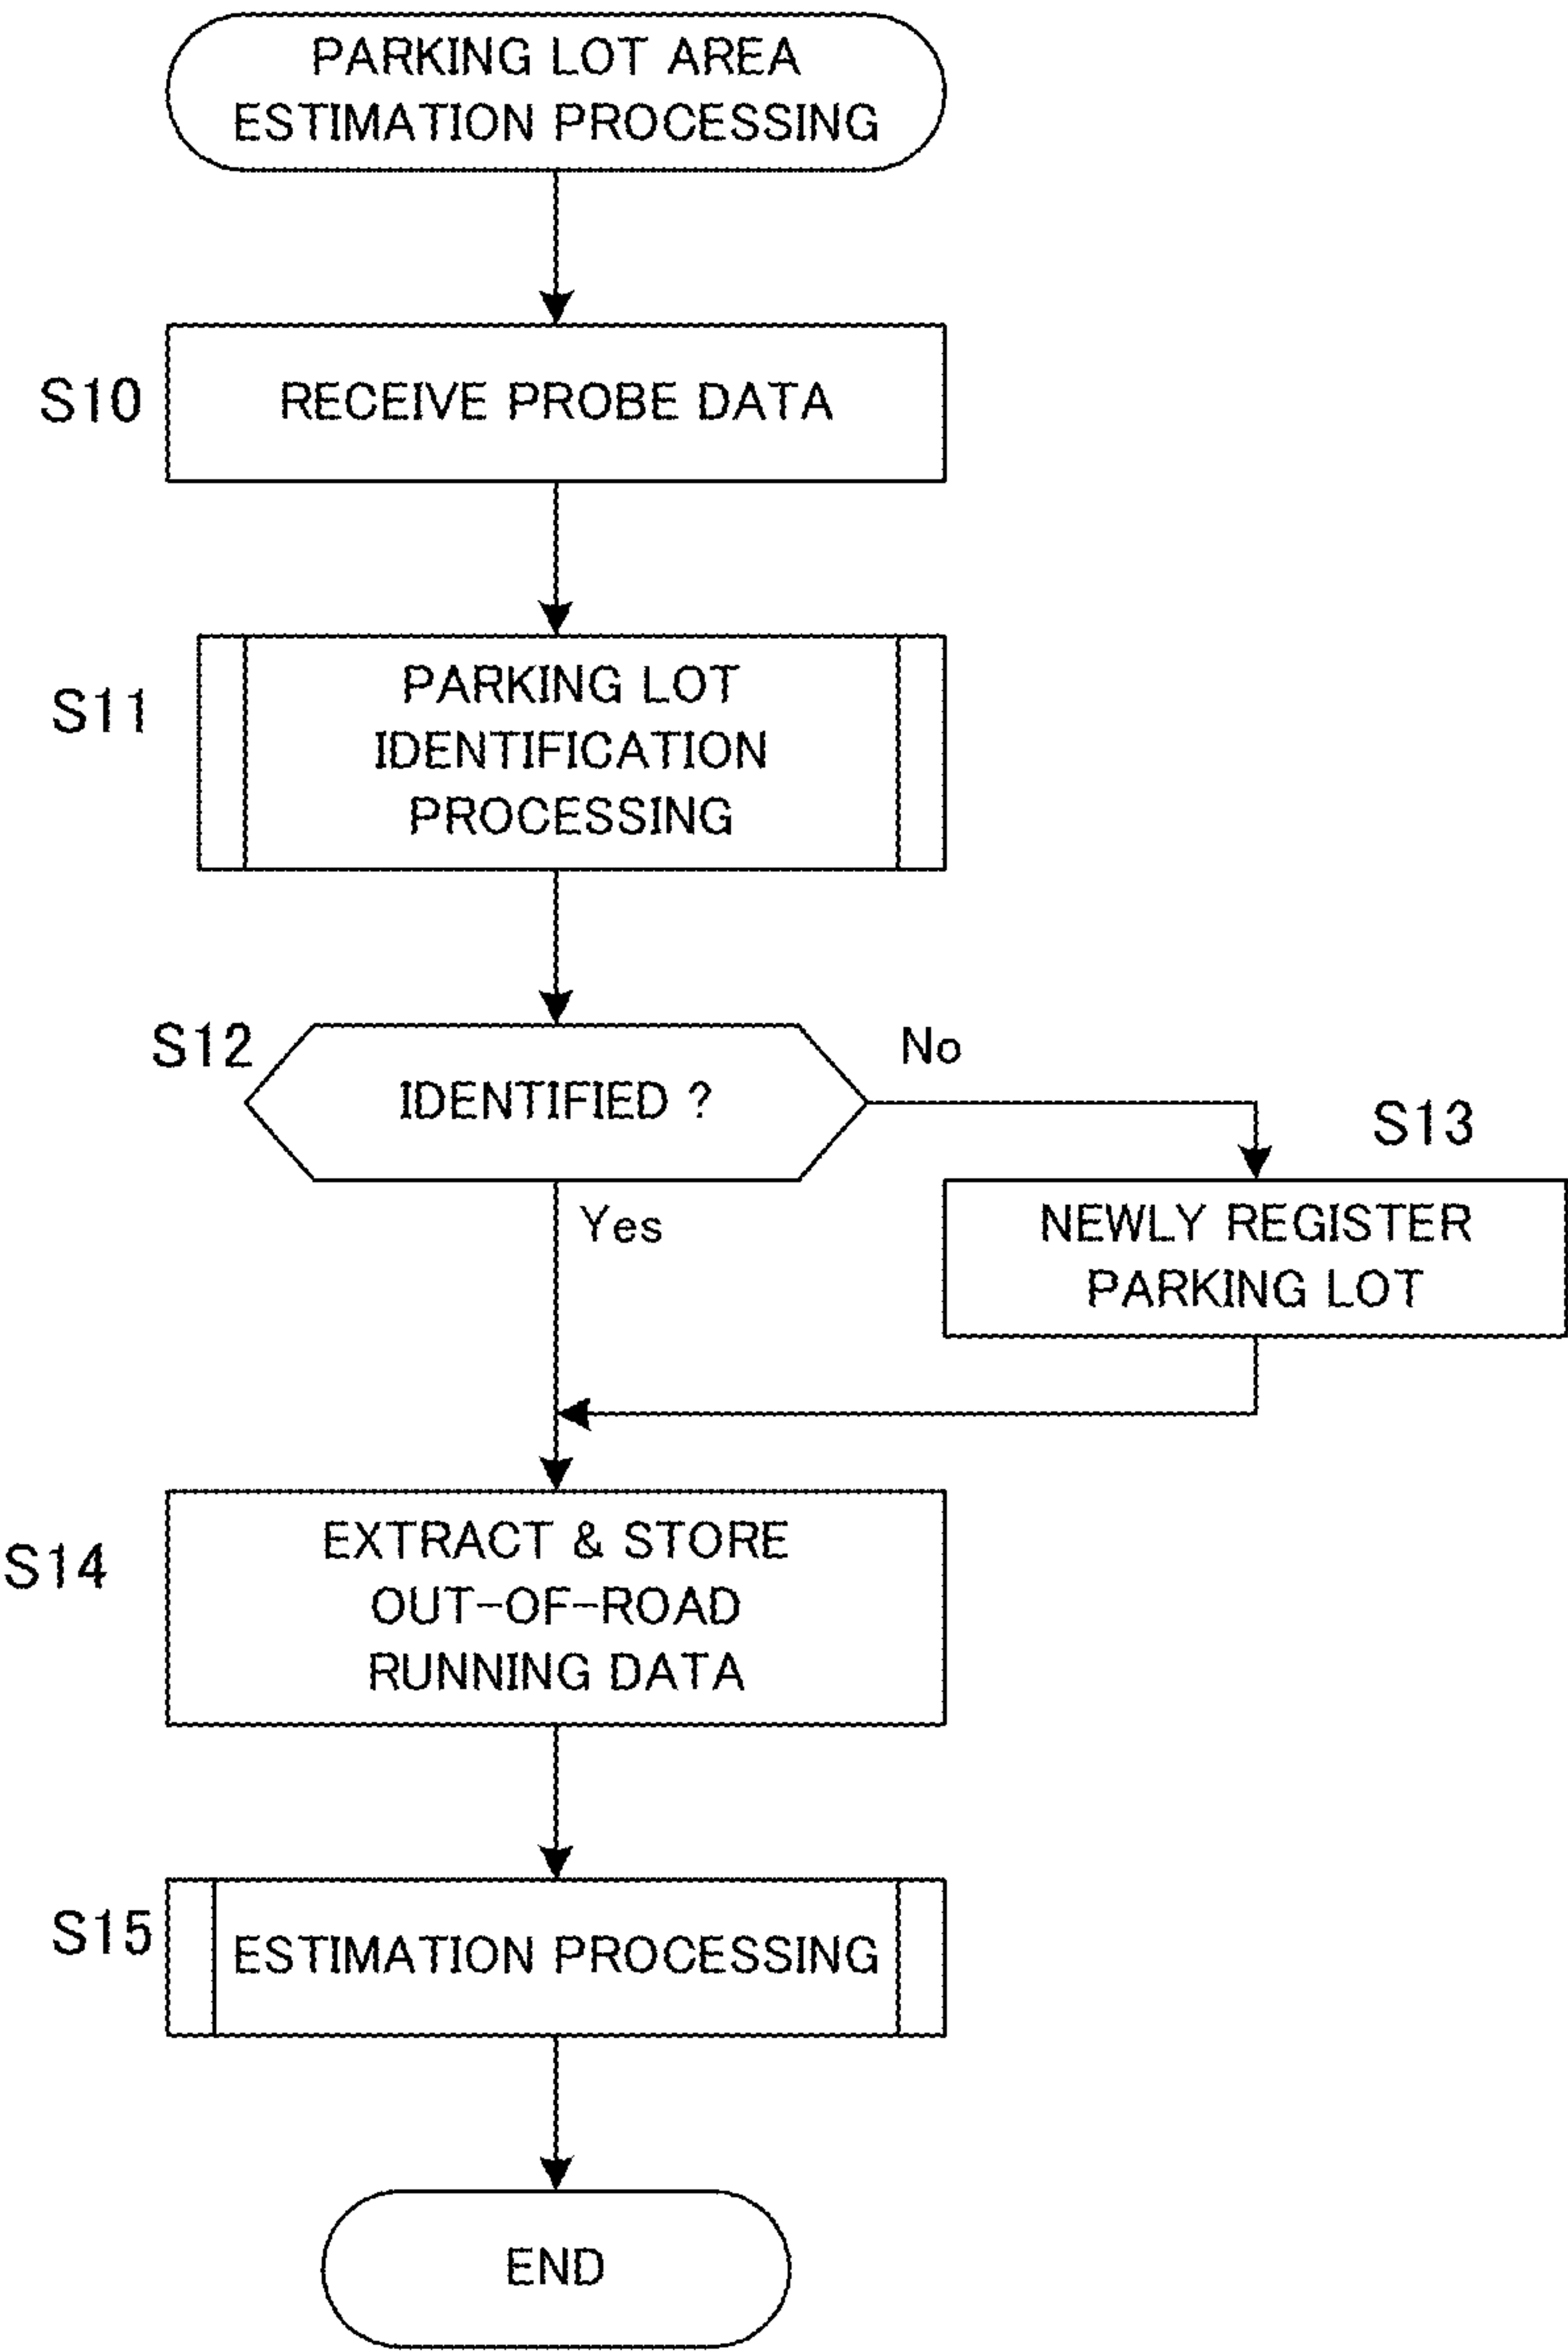 PARKING LOT AREA
ESTIMATION PROCESSING
S10
RECEIVE PROBE DATA
S11
PARKING LOT
IDENTIFICATION
PROCESSING
S12
IDENTIFIED ?
No
Yes
S13
NEWLY REGISTER
PARKING LOT
S14
EXTRACT & STORE
OUT-OF-ROAD
RUNNING DATA
S15
ESTIMATION PROCESSING
END